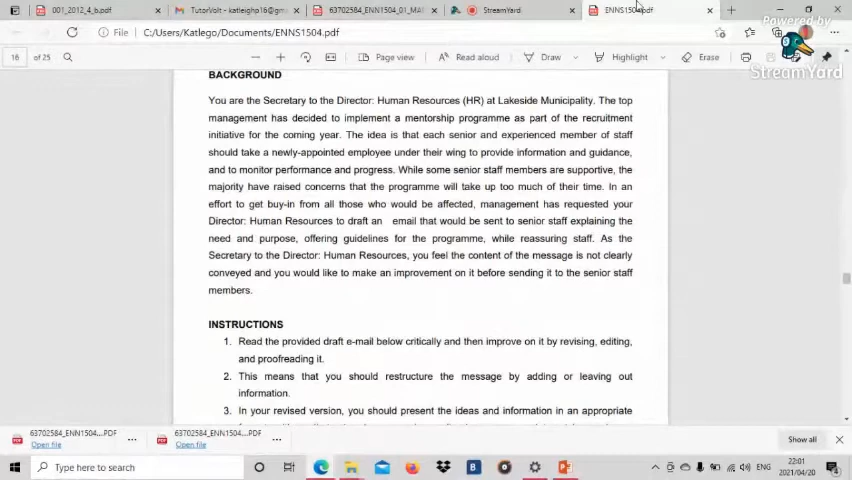 001_2012_4_b.pdf
TutorVolt - katleighp16@gm
63702584_ENN1504_01_MA
StreamYard
ENNS1504.pdf
File C:/Users/Katlego/Documents/ENNS1504.pdf
Powered by
StreamYard
16 of 25
Page view
Read aloud
Draw
Highlight
Erase
BACKGROUND
You are the Secretary to the Director: Human Resources (HR) at Lakeside Municipality. The top
management has decided to implement a mentorship programme as part of the recruitment
initiative for the coming year. The idea is that each senior and experienced member of staff
should take a newly-appointed employee under their wing to provide information and guidance,
and to monitor performance and progress. While some senior staff members are supportive, the
majority have raised concerns that the programme will take up too much of their time. In an
effort to get buy-in from all those who would be affected, management has requested your
Director: Human Resources to draft an email that would be sent to senior staff explaining the
need and purpose, offering guidelines for the programme, while reassuring staff. As the
Secretary to the Director: Human Resources, you feel the content of the message is not clearly
conveyed and you would like to make an improvement on it before sending it to the senior staff
members.
INSTRUCTIONS
1. Read the provided draft e-mail below critically and then improve on it by revising, editing,
and proofreading it.
2. This means that you should restructure the message by adding or leaving out
information.
3. In your revised version, you should present the ideas and information in an appropriate
63702584_ENN1504....PDF
Open file
63702584_ENN1504....PDF
Open file
Show all
Type here to search
ENG
22:01
2021/04/20